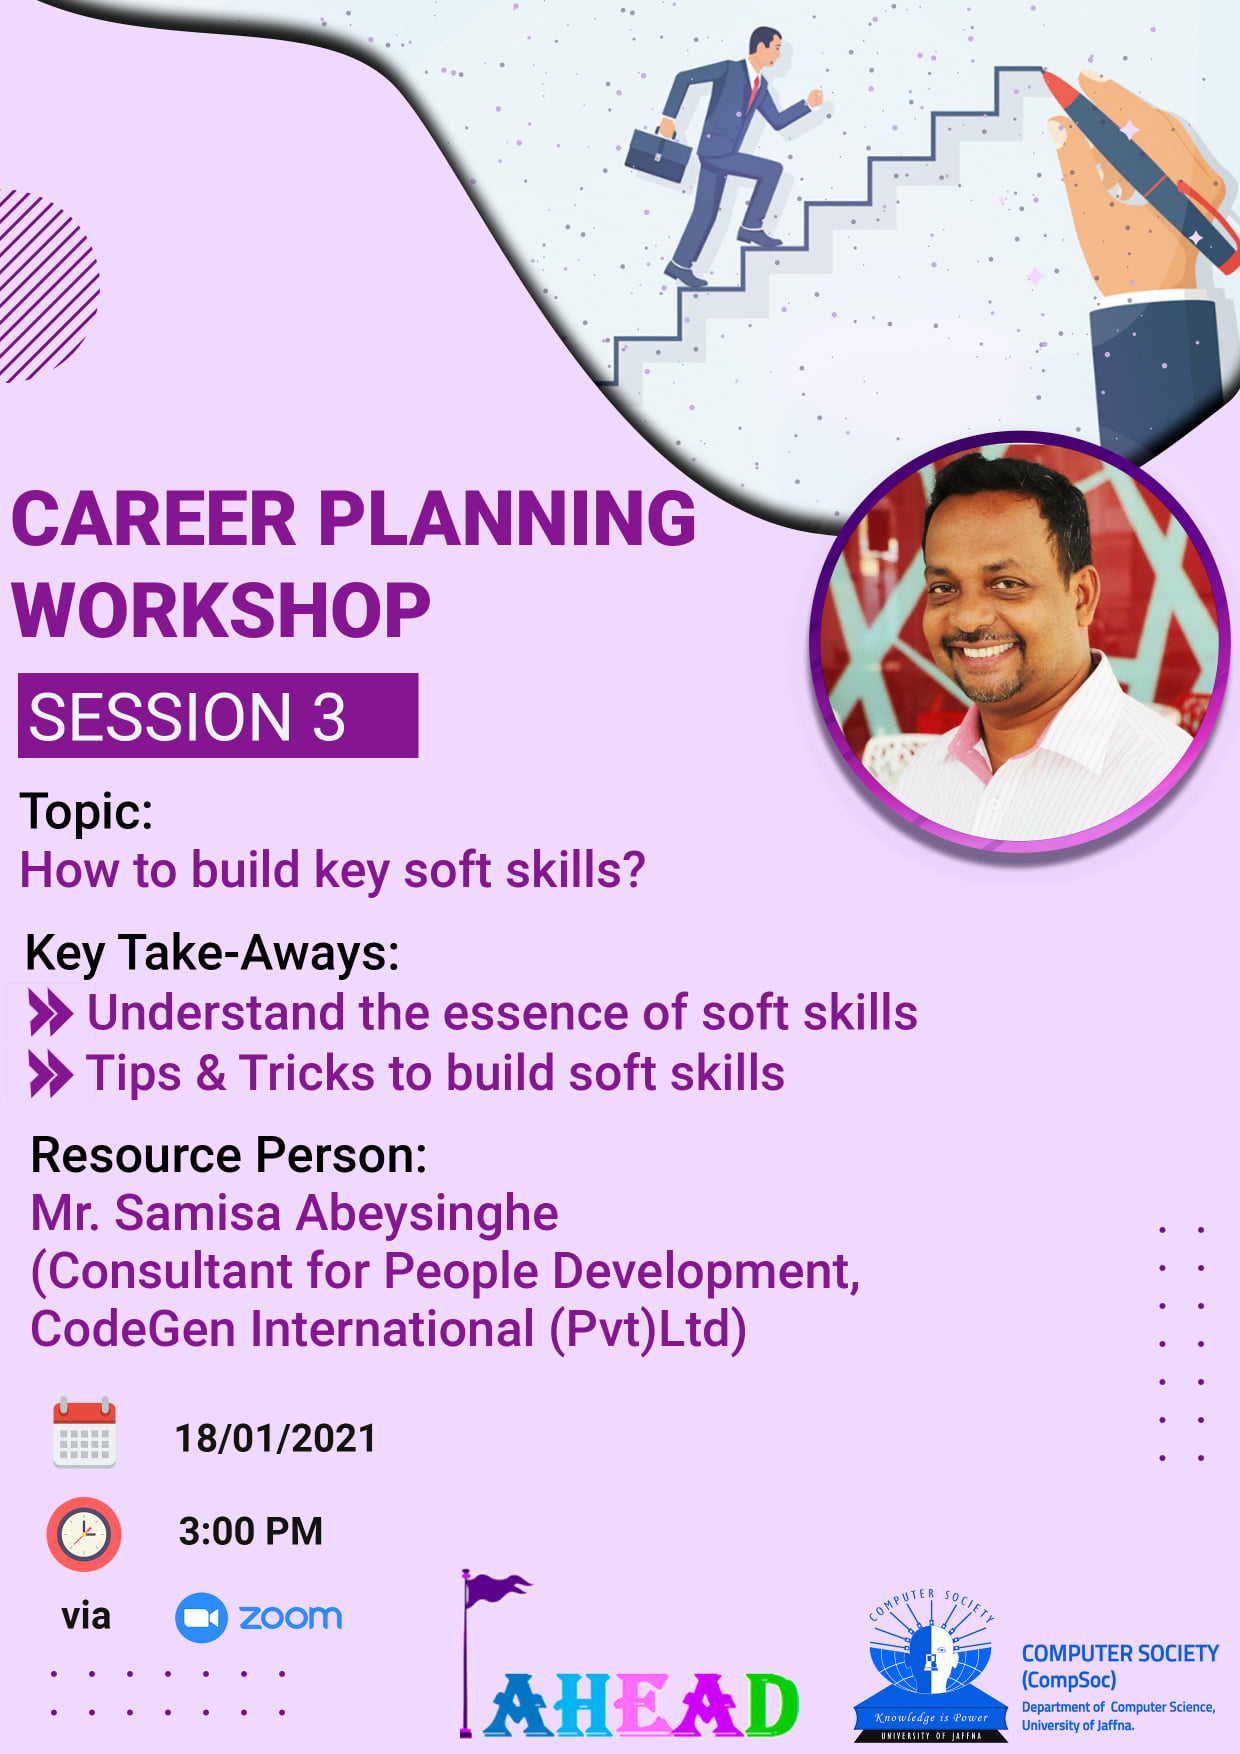 CAREER PLANNING
WORKSHOP
SESSION 3
Topic:
How to build key soft skills?
Key Take-Aways:
Understand the essence of soft skills
Tips & Tricks to build soft skills
Resource Person:
Mr. Samisa Abeysinghe
(Consultant for People Development,
CodeGen International (Pvt)Ltd)
18/01/2021
3:00 PM
via zoom
AHEAD
COMPUTER SOCIETY
Knowledge is Power
UNIVERSITY OF JAFFNA
COMPUTER SOCIETY
(CompSoc)
Department of Computer Science,
University of Jaffna.